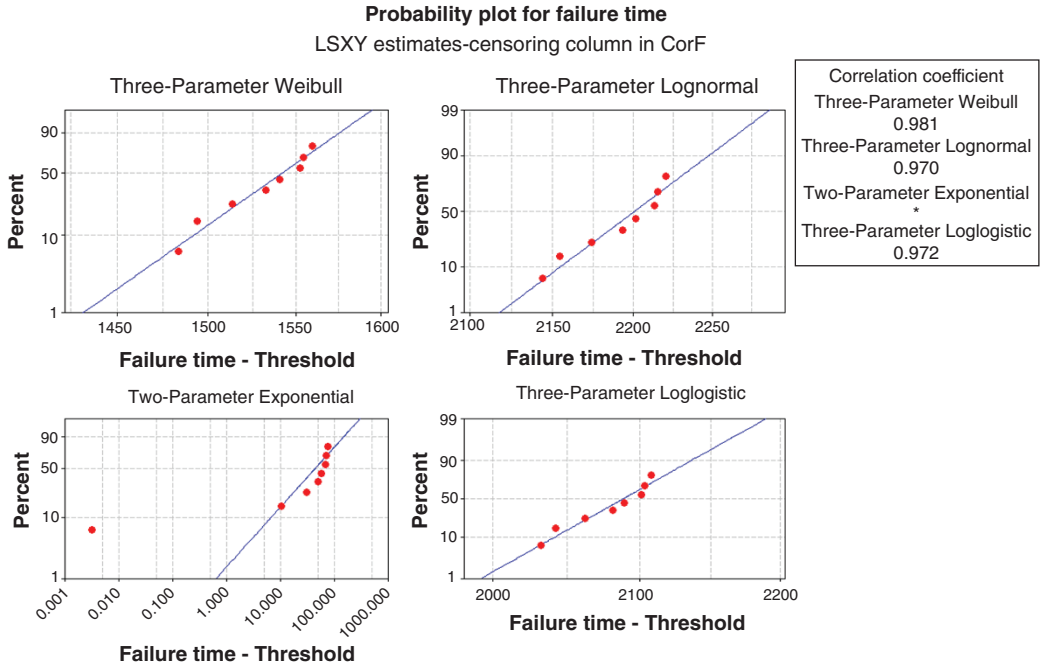 Probability plot for failure time
LSXY estimates-censoring column in CorF
Three-Parameter Weibull
Percent
90
50
10
1
1450
1500
1550
1600
Failure time - Threshold
Three-Parameter Lognormal
Percent
99
90
50
10
1
2100
2150
2200
2250
Failure time - Threshold
Correlation coefficient
Three-Parameter Weibull
0.981
Three-Parameter Lognormal
0.970
Two-Parameter Exponential
*
Three-Parameter Loglogistic
0.972
Two-Parameter Exponential
Percent
90
50
10
1
0.001
0.010
0.100
1.000
10.000
100.000
1000.000
Failure time - Threshold
Three-Parameter Loglogistic
Percent
99
90
50
10
1
2000
2100
2200
Failure time - Threshold